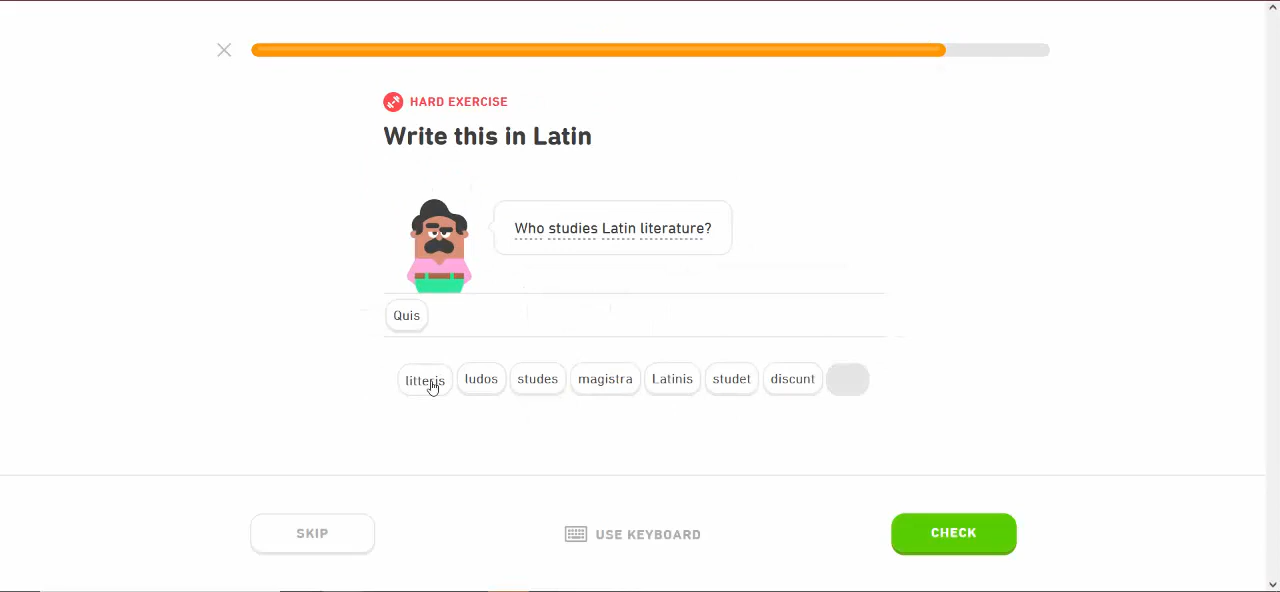 HARD EXERCISE
Write this in Latin
Who studies Latin literature?
Quis
litteris ludos studes magistra Latinis studet discunt
SKIP USE KEYBOARD CHECK